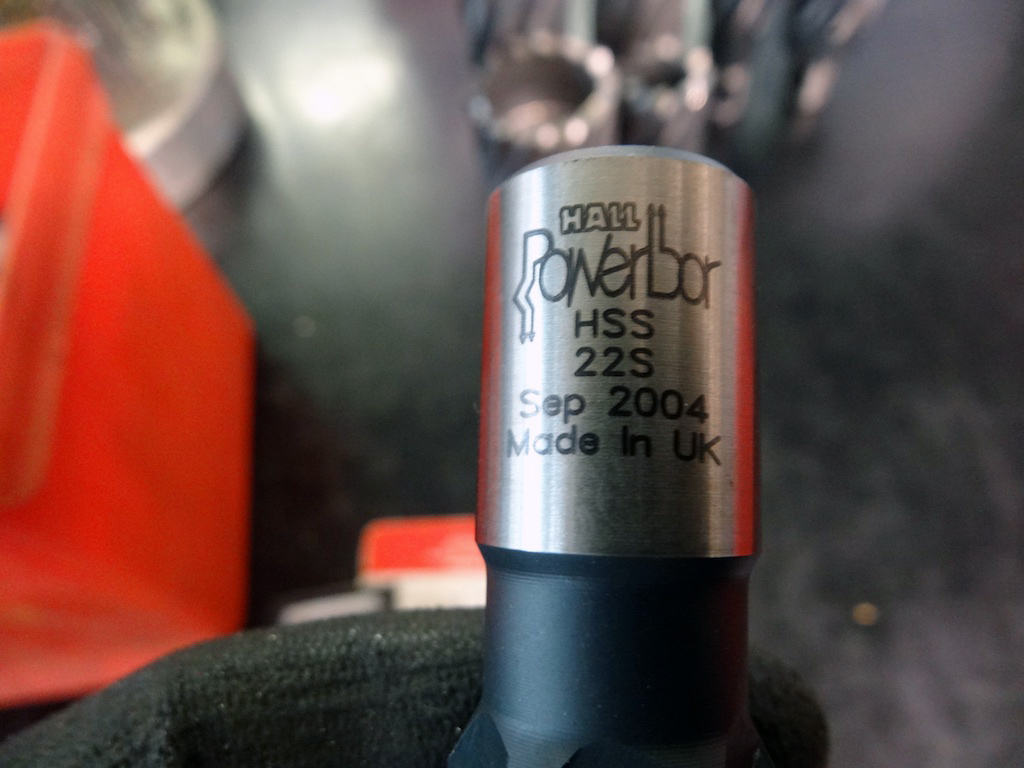 HALL
Powerbor
HSS
22S
Sep 2004
Made In UK